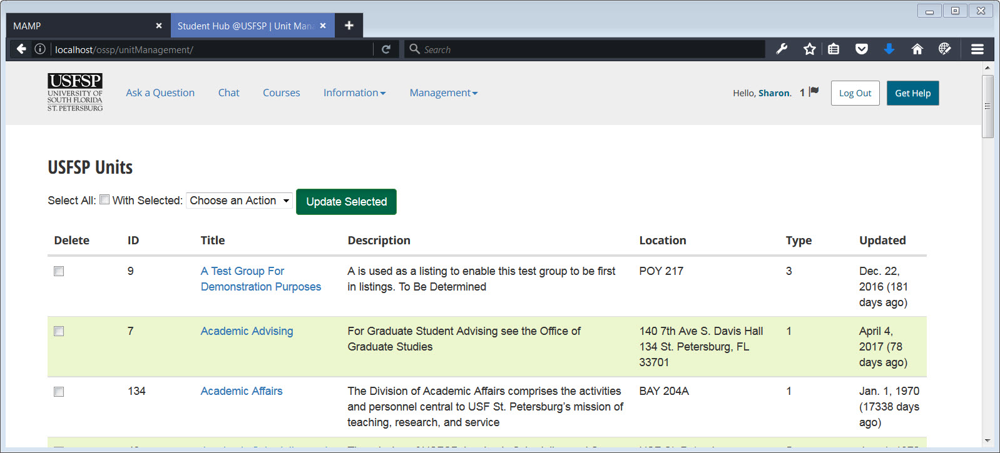 MAMP
Student Hub @USFSP | Unit Man
localhost/ossp/unitManagement/
Search
USFSP
UNIVERSITY OF
SOUTH FLORIDA
ST. PETERSBURG
Ask a Question Chat Courses Information Management
Hello, Sharon. 1 Log Out Get Help
USFSP Units
Select All: With Selected: Choose an Action Update Selected
Delete ID Title Description Location Type Updated
9 A Test Group For A is used as a listing to enable this test group to be first POY 217 3 Dec. 22,
Demonstration Purposes in listings. To Be Determined 2016 (181
days ago)
7 Academic Advising For Graduate Student Advising see the Office of 140 7th Ave S. Davis Hall 1 April 4,
Graduate Studies 134 St. Petersburg, FL 2017 (78
33701 days ago)
134 Academic Affairs The Division of Academic Affairs comprises the activities BAY 204A 1 Jan. 1, 1970
and personnel central to USF St. Petersburg’s mission of (17338 days
teaching, research, and service ago)